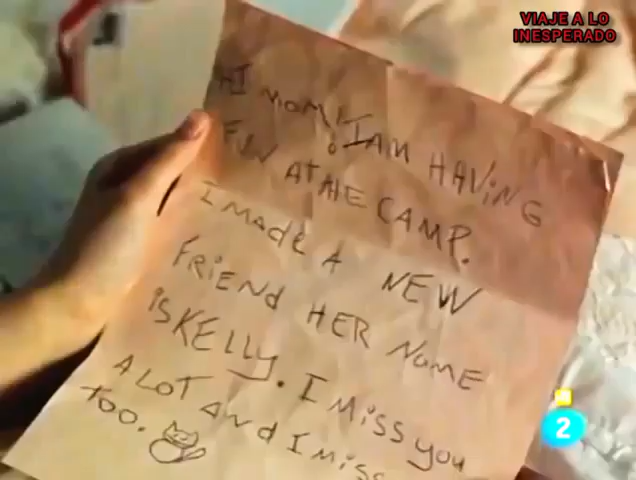 VIAJE A LO
INESPERADO
HI MOM! I AM HAVING
FUN AT THE CAMP.
I MADE A NEW
FRIEND HER NAME
is KELLY. I Miss you
A LOT AND I Miss
TOO.
2